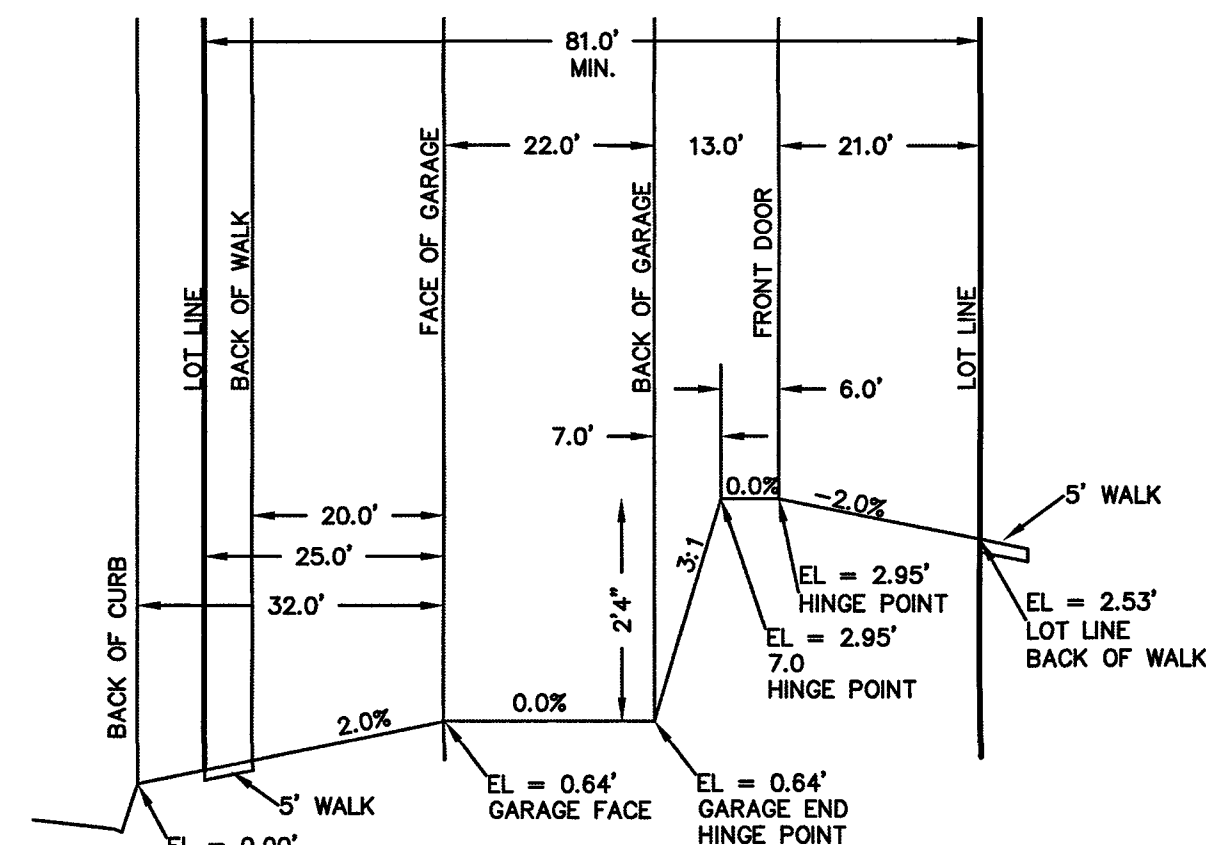 81.0'
MIN.
22.0'
13.0'
21.0'
FACE OF GARAGE
BACK OF GARAGE
FRONT DOOR
BACK OF WALK
LOT LINE
LOT LINE
6.0'
7.0'
0.0%
-2.0%
5' WALK
20.0'
25.0'
3:1
32.0'
2'4"
EL = 2.95'
HINGE POINT
EL = 2.53'
LOT LINE
BACK OF WALK
EL = 2.95'
7.0
HINGE POINT
BACK OF CURB
2.0%
0.0%
5' WALK
EL = 0.64'
GARAGE FACE
EL = 0.64'
GARAGE END
HINGE POINT
EL = 0.00'